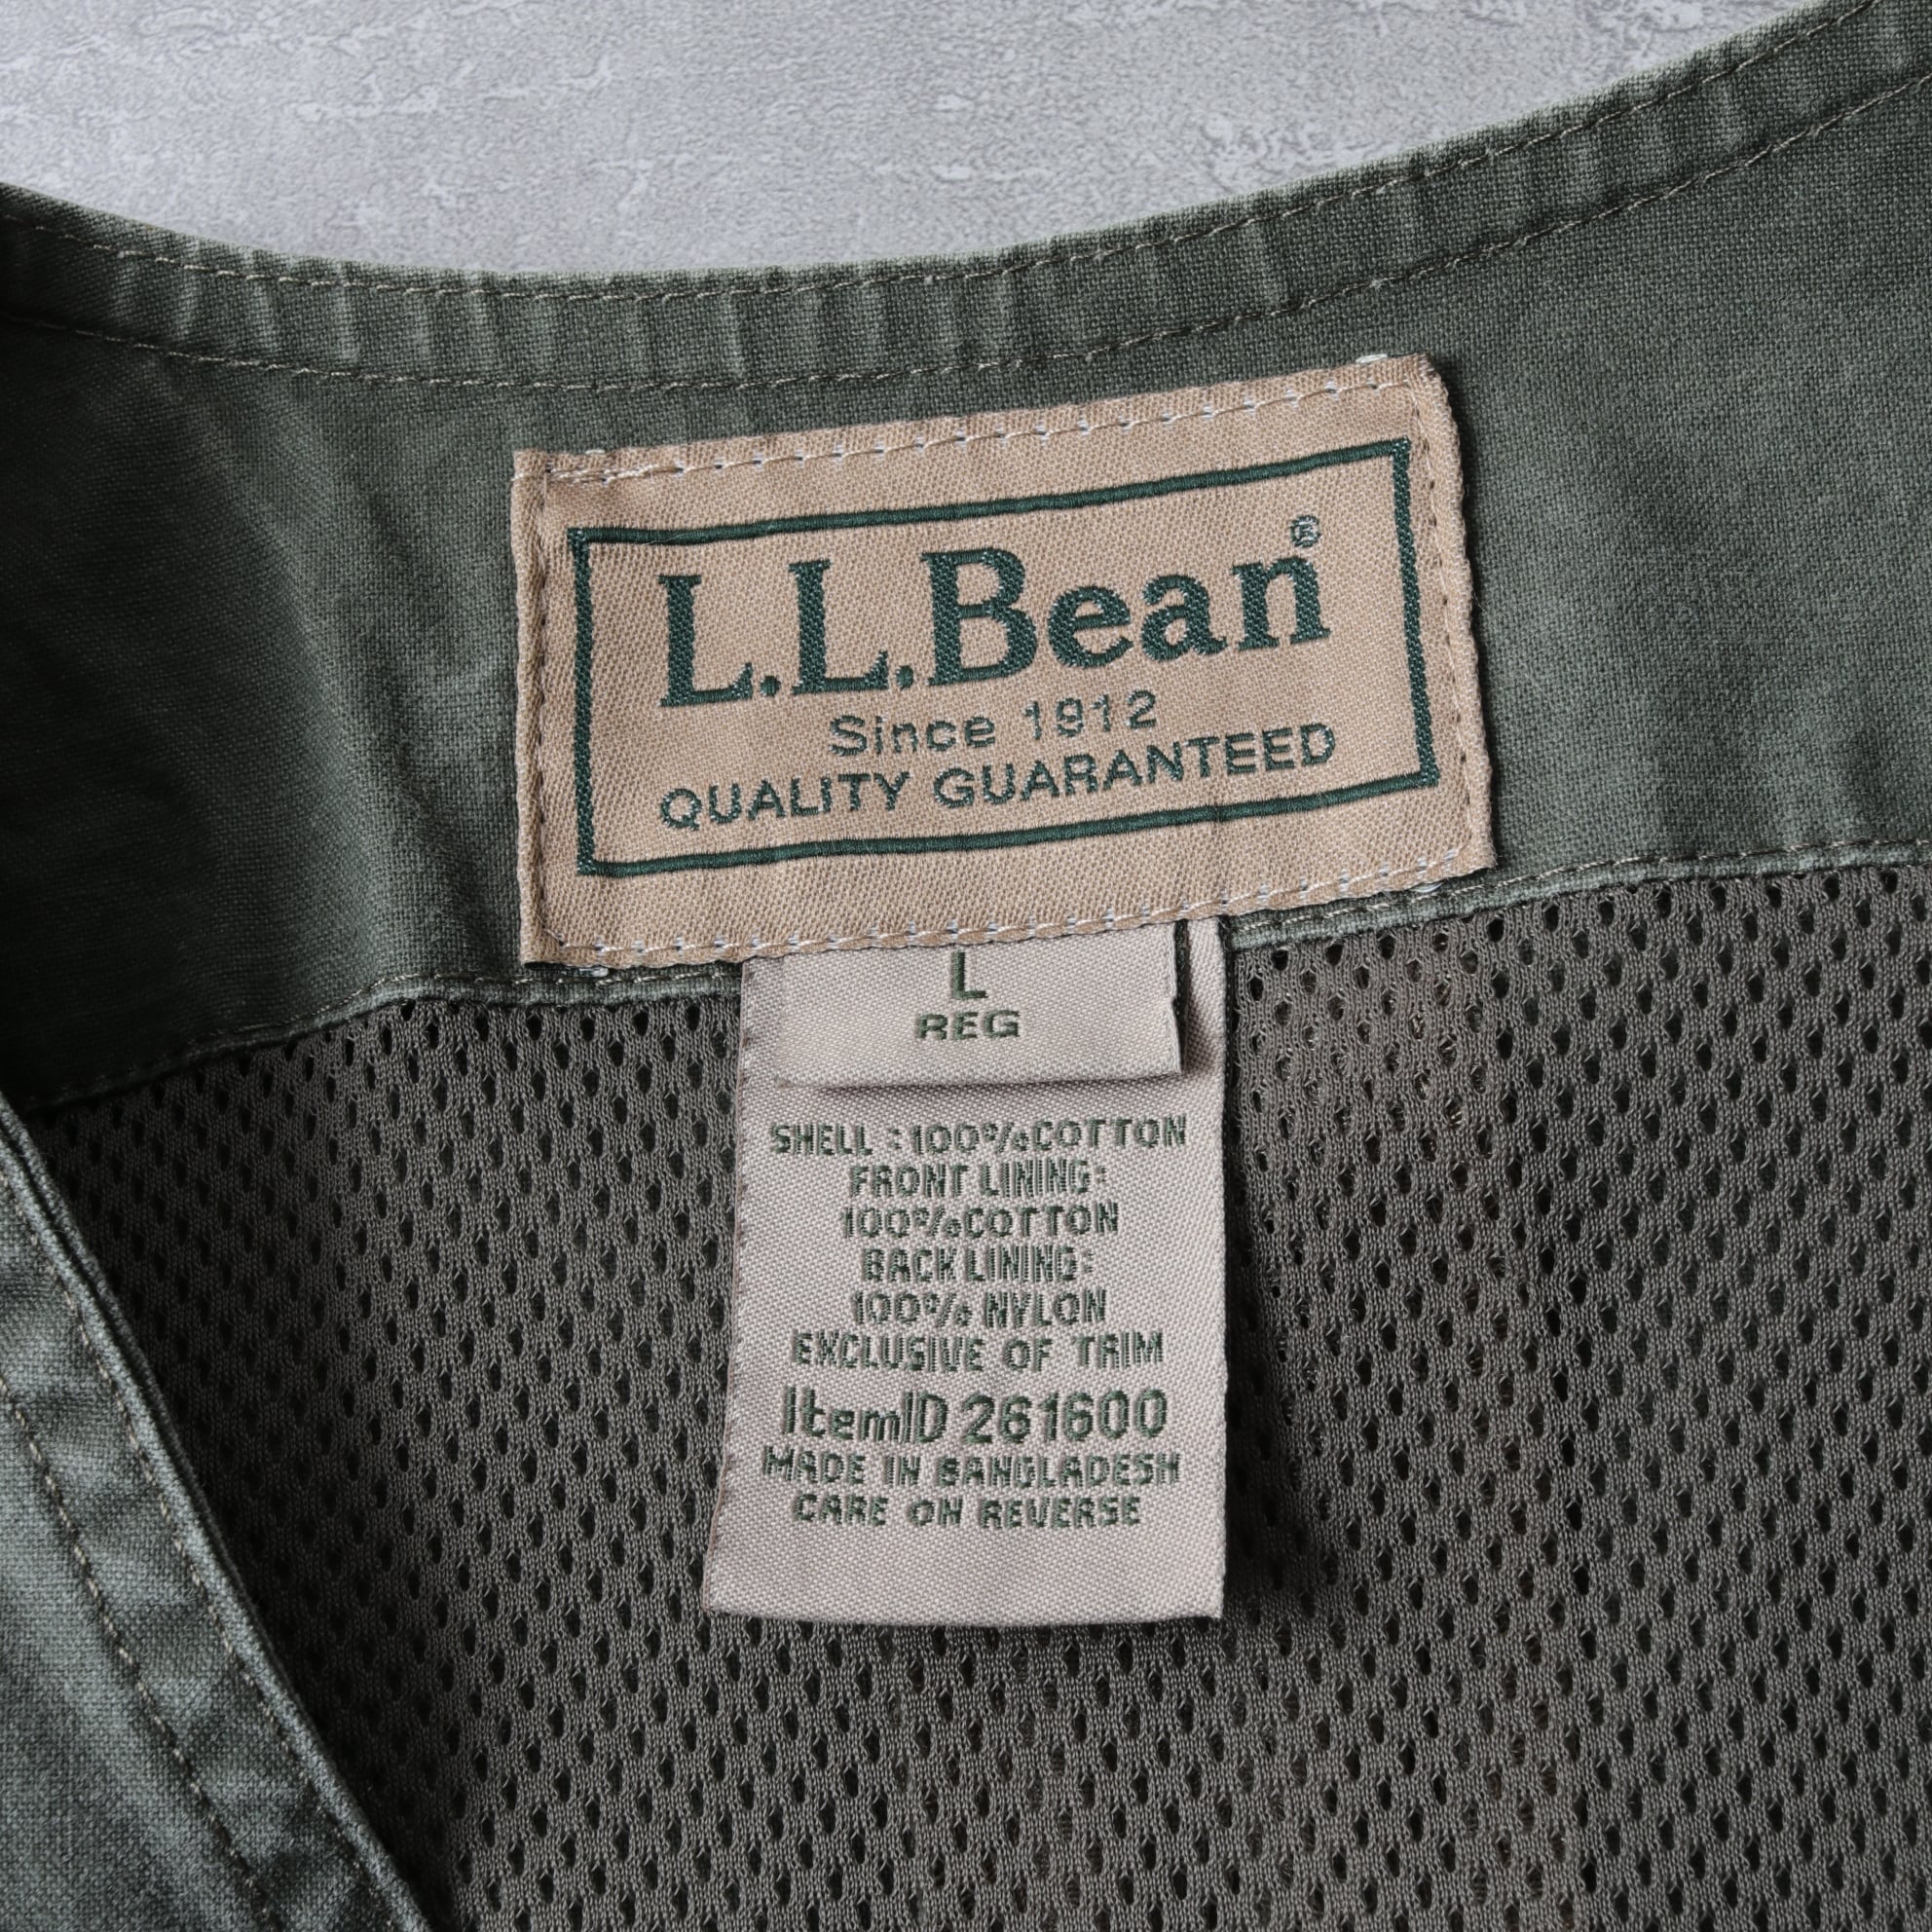 L.L.Bean®
Since 1912
QUALITY GUARANTEED
L
REG
SHELL : 100% COTTON
FRONT LINING:
100% COTTON
BACK LINING:
100% NYLON
EXCLUSIVE OF TRIM
ItemID 261600
MADE IN BANGLADESH
CARE ON REVERSE